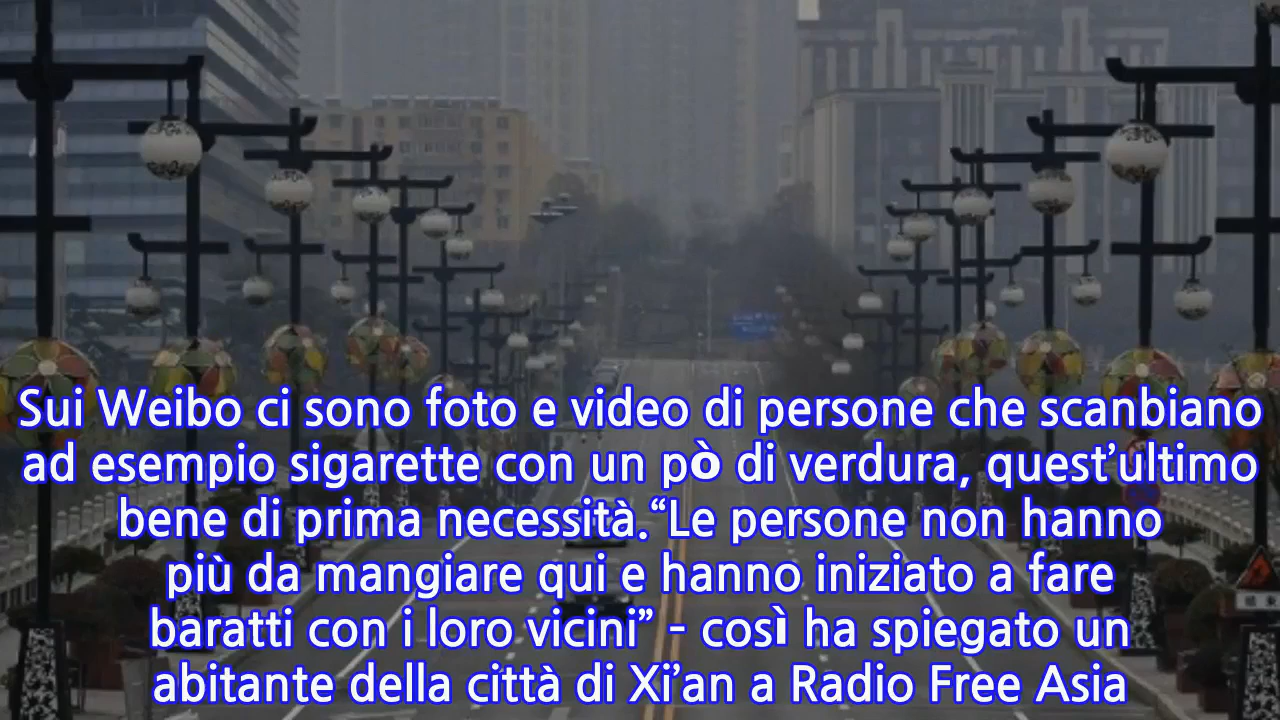 Sui Weibo ci sono foto e video di persone che scanbiano
ad esempio sigarette con un pò di verdura, quest’ultimo
bene di prima necessità.“Le persone non hanno
più da mangiare qui e hanno iniziato a fare
baratti con i loro vicini” - così ha spiegato un
abitante della città di Xi’an a Radio Free Asia